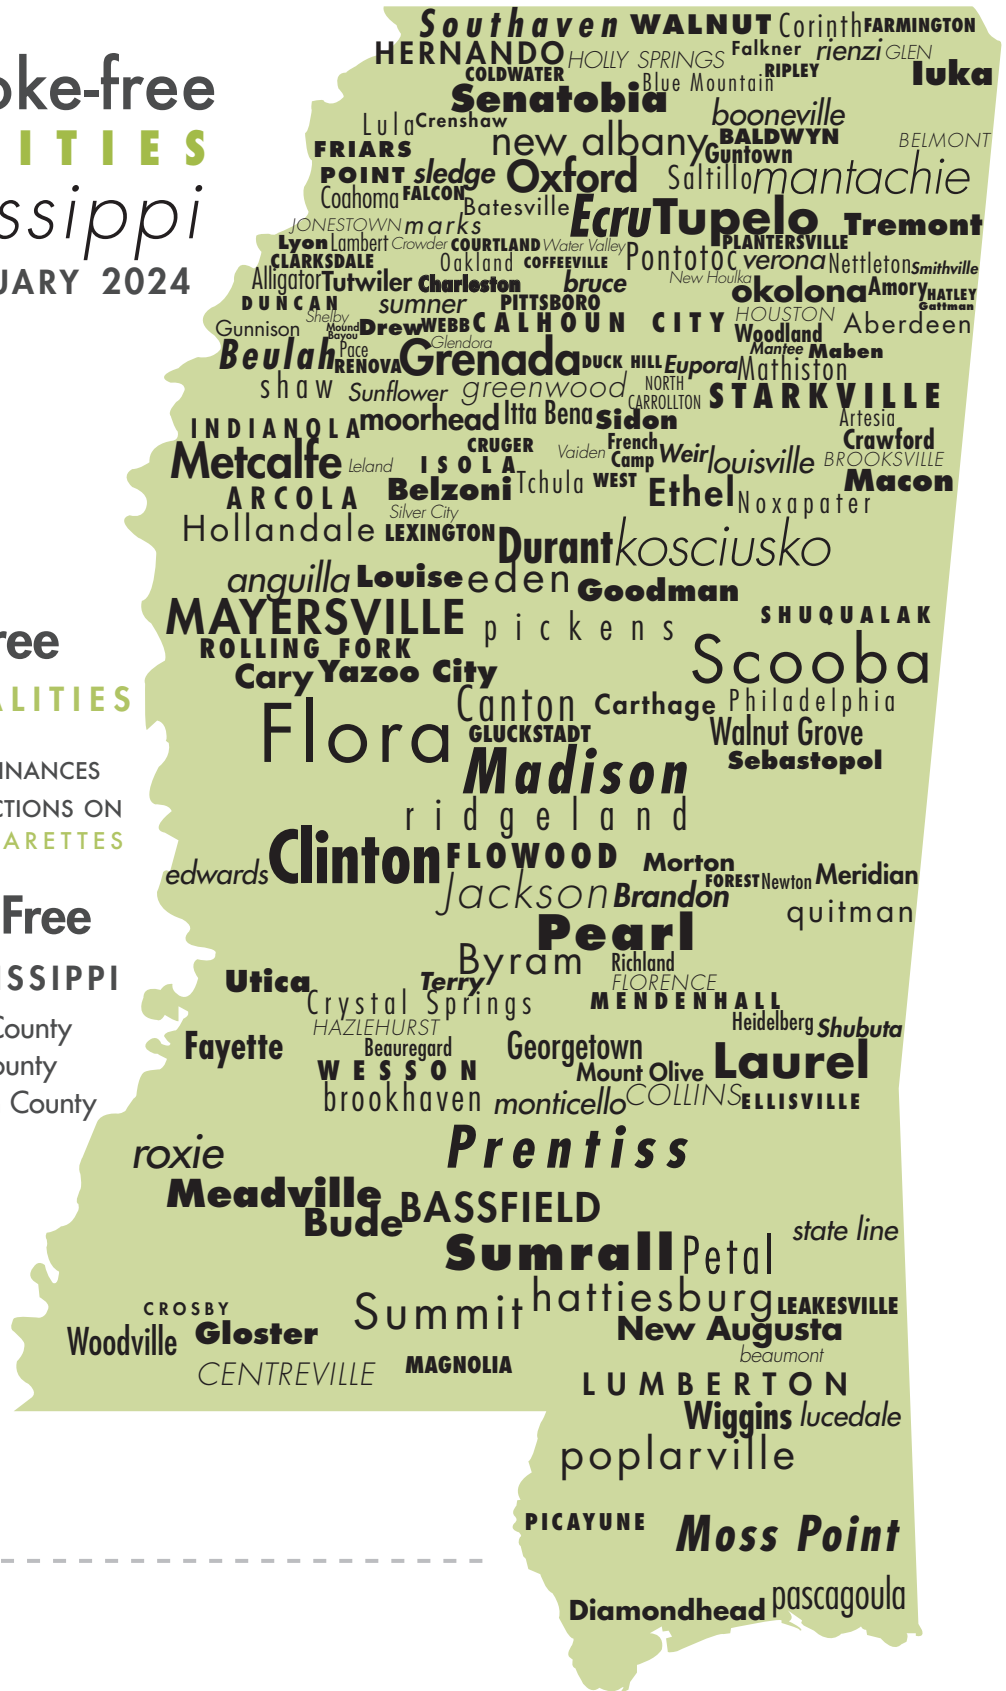 oke-free
ITIES
ssippi
UARY 2024
Southaven WALNUT Corinth FARMINGTON
HERNANDO HOLLY SPRINGS Falkner rienzi GLEN
COLDWATER Blue Mountain RIPLEY Iuka
Senatobia booneville
Lula Crenshaw new albany BALDWYN BELMONT
FRIARS Guntown
POINT sledge Oxford Saltillo mantachie
Coahoma FALCON Batesville Ecru Tupelo Tremont
JONESTOWN marks
Lyon Lambert Crowder COURTLAND Water Valley Pontotoc PLANTERSVILLE
CLARKSDALE Oakland COFFEEVILLE verona Nettleton Smithville
Alligator Tutwiler Charleston bruce New Houlka okolona Amory HATLEY
DUNCAN sumner PITTSBORO Gattman
Gunnison Shelby Mound Bayou Drew WEBB CALHOUN CITY HOUSTON Aberdeen
Woodland
Beulah Pace Glendora Grenada DUCK HILL Eupora Mantee Maben
RENOVA Mathiston
shaw Sunflower greenwood NORTH CARROLLTON STARKVILLE
INDIANOLA moorhead Itta Bena Sidon Artesia
CRUGER Vaiden French Camp Weir louisville Crawford
Metcalfe Leland ISOLA BROOKSVILLE
ARCOLA Belzoni Tchula WEST Ethel Macon
Silver City Noxapater
Hollandale LEXINGTON Durant kosciusko
anguilla Louise eden Goodman
MAYERSVILLE pickens SHUQUALAK
ROLLING FORK Scooba
Cary Yazoo City
Flora Canton Carthage Philadelphia
GLUCKSTADT Walnut Grove
Madison Sebastopol
ridgeland
edwards Clinton FLOWOOD Morton
Jackson Brandon FOREST Newton Meridian
quitman
Pearl
Byram Richland
Utica Terry FLORENCE
Crystal Springs MENDENHALL
HAZLEHURST Heidelberg Shubuta
Fayette Beauregard Georgetown Laurel
WESSON Mount Olive
brookhaven monticello COLLINS ELLISVILLE
roxie Prentiss
Meadville
Bude BASSFIELD
state line
Sumrall Petal
CROSBY Summit hattiesburg LEAKESVILLE
Woodville Gloster New Augusta
CENTREVILLE MAGNOLIA beaumont
LUMBERTON
Wiggins lucedale
poplarville
PICAYUNE Moss Point
Diamondhead pascagoula
ree
ALITIES
INANCES
CTIONS ON
ARETTES
Free
ISSIPPI
County
ounty
County